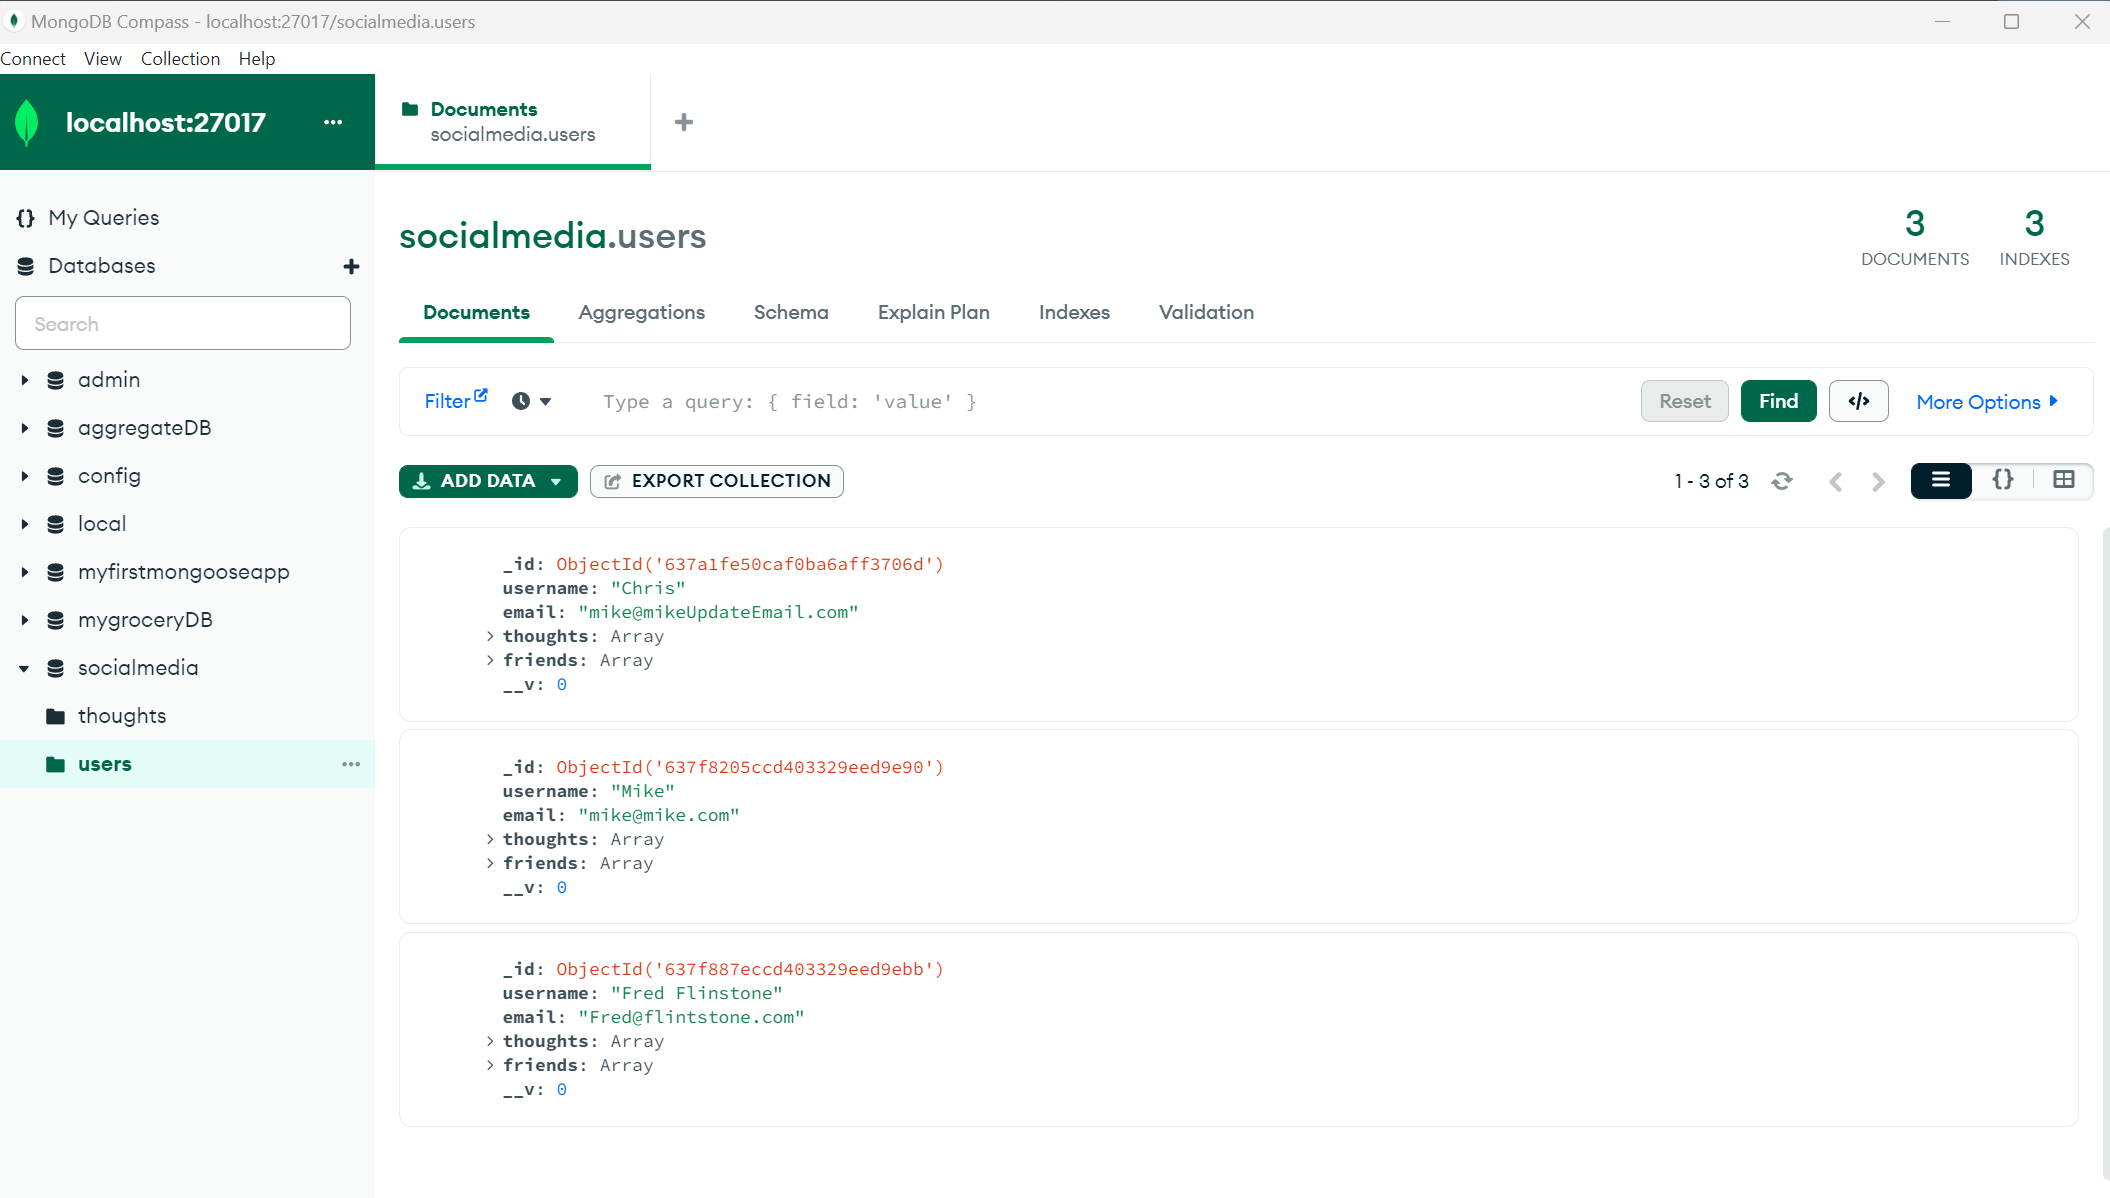 MongoDB Compass - localhost:27017/socialmedia.users
Connect View Collection Help
localhost:27017
Documents
socialmedia.users
My Queries
Databases
Search
admin
aggregateDB
config
local
myfirstmongooseapp
mygroceryDB
socialmedia
thoughts
users
socialmedia.users
3
DOCUMENTS
3
INDEXES
Documents Aggregations Schema Explain Plan Indexes Validation
Filter Type a query: { field: 'value' } Reset Find </> More Options
ADD DATA EXPORT COLLECTION 1 - 3 of 3 {}
_id: ObjectId('637a1fe50caf0ba6aff3706d')
username: "Chris"
email: "mike@mikeUpdateEmail.com"
thoughts: Array
friends: Array
__v: 0
_id: ObjectId('637f8205ccd403329eed9e90')
username: "Mike"
email: "mike@mike.com"
thoughts: Array
friends: Array
__v: 0
_id: ObjectId('637f887eccd403329eed9ebb')
username: "Fred Flinstone"
email: "Fred@flintstone.com"
thoughts: Array
friends: Array
__v: 0